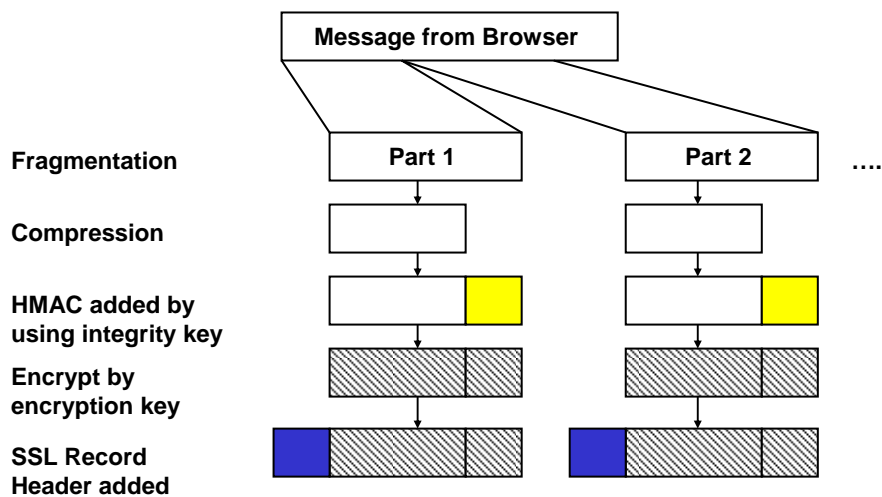 Message from Browser
Fragmentation
Part 1
Part 2
....
Compression
HMAC added by
using integrity key
Encrypt by
encryption key
SSL Record
Header added